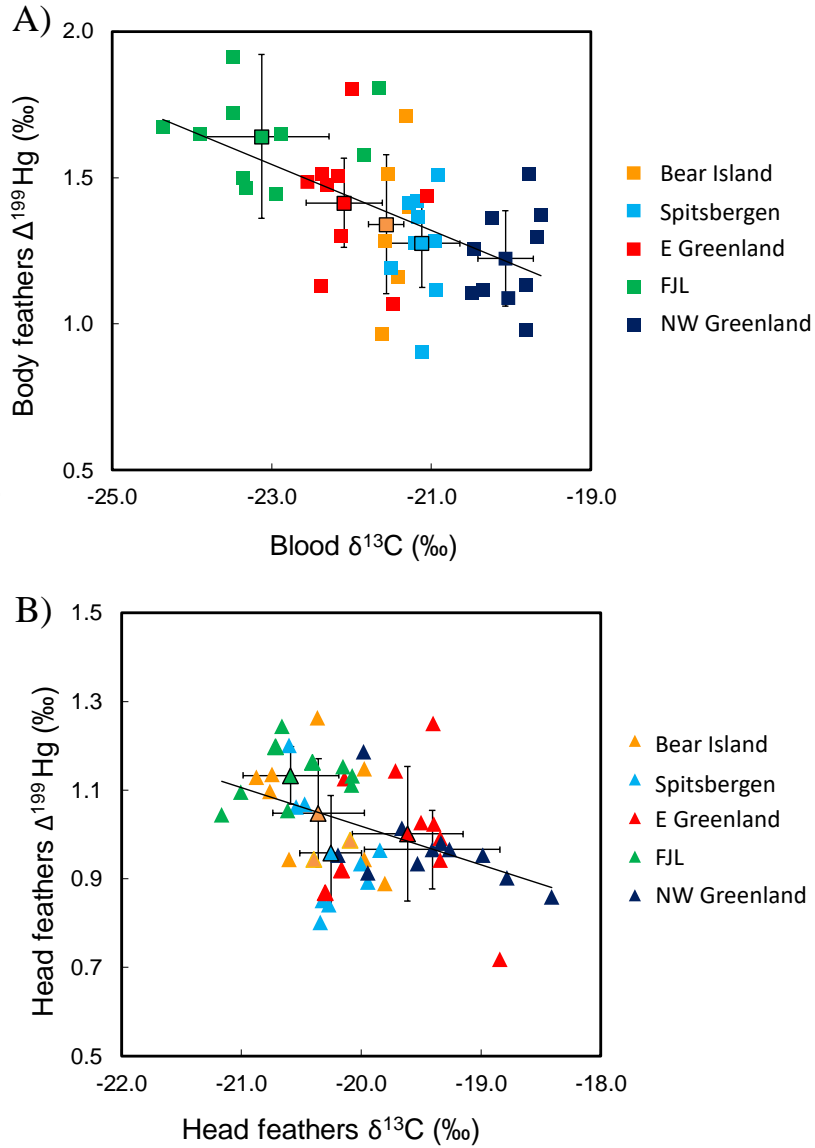 A)
2.0
1.5
1.0
0.5
Body feathers Δ¹⁹⁹Hg (‰)
-25.0 -23.0 -21.0 -19.0
Blood δ¹³C (‰)
Bear Island
Spitsbergen
E Greenland
FJL
NW Greenland
B)
1.5
1.3
1.1
0.9
0.7
0.5
Head feathers Δ¹⁹⁹Hg (‰)
-22.0 -21.0 -20.0 -19.0 -18.0
Head feathers δ¹³C (‰)
Bear Island
Spitsbergen
E Greenland
FJL
NW Greenland